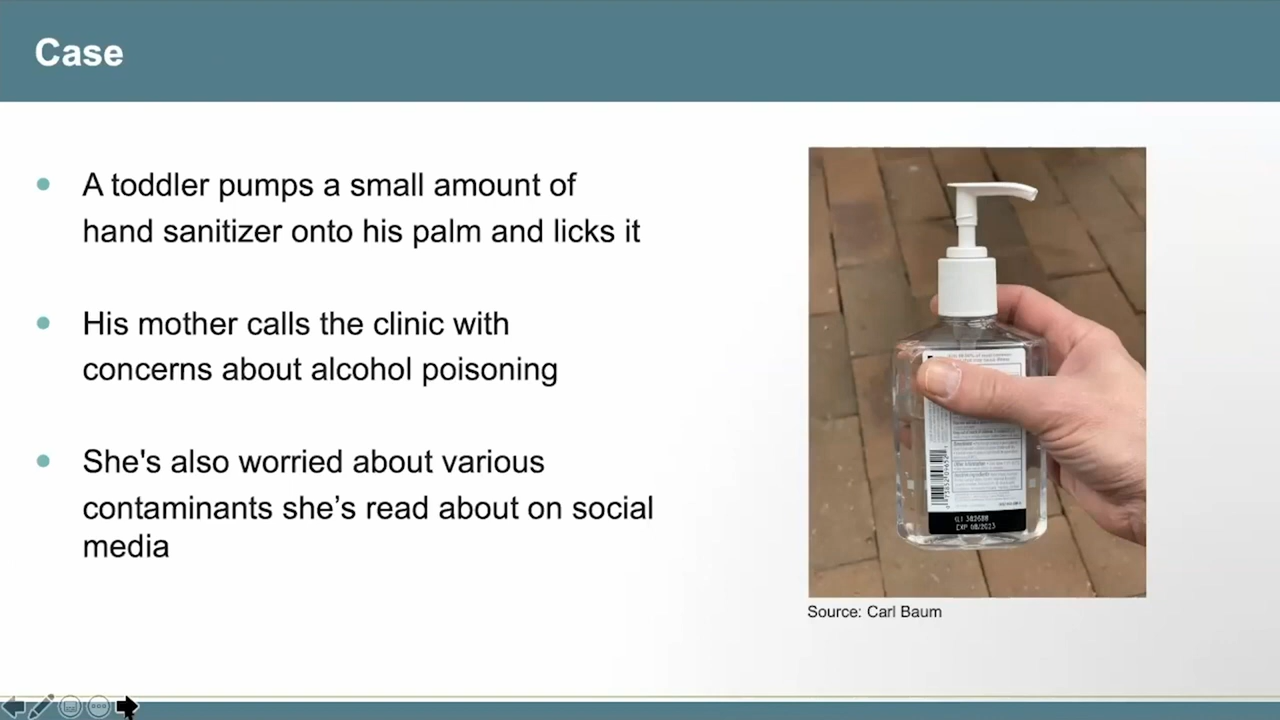 Case
A toddler pumps a small amount of
hand sanitizer onto his palm and licks it
His mother calls the clinic with
concerns about alcohol poisoning
She's also worried about various
contaminants she’s read about on social
media
EXP 08/2023
Source: Carl Baum